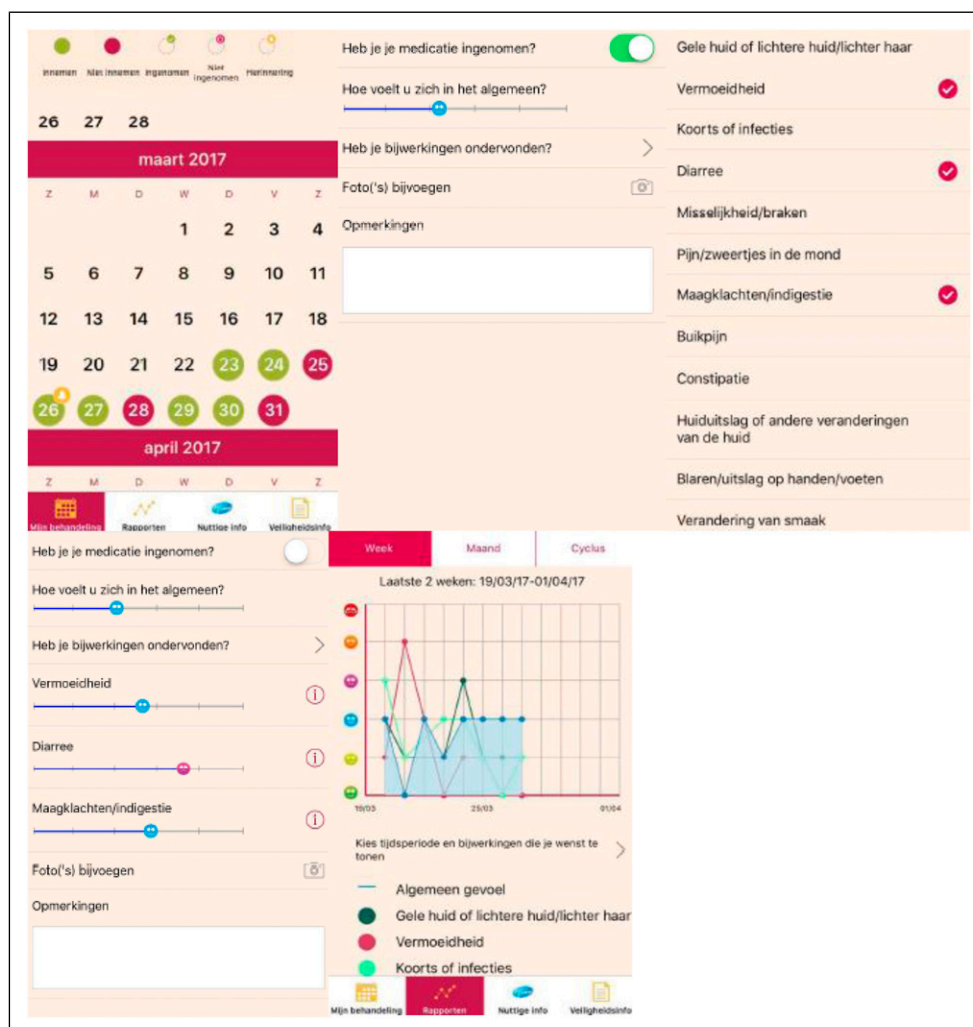 Innemen Niet innemen Ingenomen Niet ingenomen Herinnering
26 27 28
maart 2017
Z M D W D V Z
1 2 3 4
5 6 7 8 9 10 11
12 13 14 15 16 17 18
19 20 21 22 23 24 25
26 27 28 29 30 31
april 2017
Z M D W D V Z
Mijn behandeling Rapporten Nuttige info Veiligheidsinfo
Heb je je medicatie ingenomen?
Hoe voelt u zich in het algemeen?
Heb je bijwerkingen ondervonden?
Foto('s) bijvoegen
Opmerkingen
Gele huid of lichtere huid/lichter haar
Vermoeidheid
Koorts of infecties
Diarree
Misselijkheid/braken
Pijn/zweertjes in de mond
Maagklachten/indigestie
Buikpijn
Constipatie
Huiduitslag of andere veranderingen
van de huid
Blaren/uitslag op handen/voeten
Verandering van smaak
Heb je je medicatie ingenomen?
Hoe voelt u zich in het algemeen?
Heb je bijwerkingen ondervonden?
Vermoeidheid
Diarree
Maagklachten/indigestie
Foto('s) bijvoegen
Opmerkingen
Week Maand Cyclus
Laatste 2 weken: 19/03/17-01/04/17
19/03 25/03 01/04
Kies tijdsperiode en bijwerkingen die je wenst te
tonen
Algemeen gevoel
Gele huid of lichtere huid/lichter haar
Vermoeidheid
Koorts of infecties
Mijn behandeling Rapporten Nuttige info Veiligheidsinfo